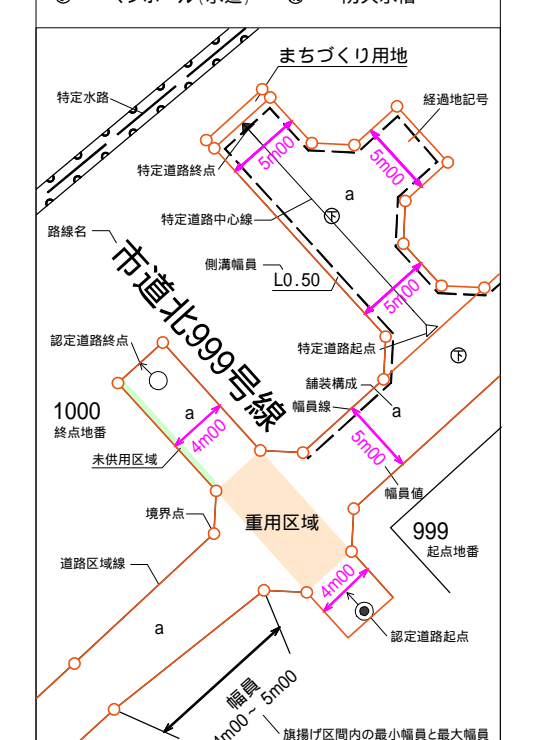 まちづくり用地
特定水路
経過地記号
5m00
5m00
特定道路終点
a
下
特定道路中心線
路線名
側溝幅員
L0.50
5m00
市道北999号線
認定道路終点
特定道路起点
下
舗装構成
a
幅員線
a
1000
終点地番
4m00
5m00
未供用区域
幅員値
境界点
重用区域
999
起点地番
道路区域線
4m00
a
認定道路起点
幅員
m00~5m00
旗揚げ区間内の最小幅員と最大幅員